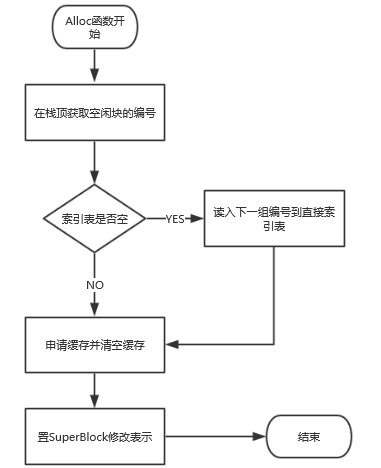 Alloc函数开
始
在栈顶获取空闲块的编号
索引表是否空
YES
读入下一组编号到直接索
引表
NO
申请缓存并清空缓存
置SuperBlock修改表示
结束